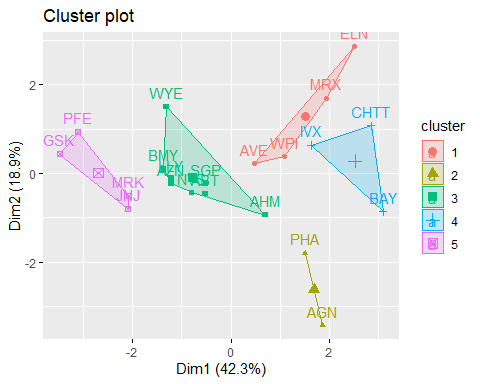 Cluster plot
ELN
MRX
CHTT
WYE
PFE
GSK
IVX
WPI
AVE
BMY
SGP
AHM
BAY
MRK
JNJ
PHA
AGN
2
0
-2
-2
0
2
Dim1 (42.3%)
Dim2 (18.9%)
cluster
1
2
3
4
5